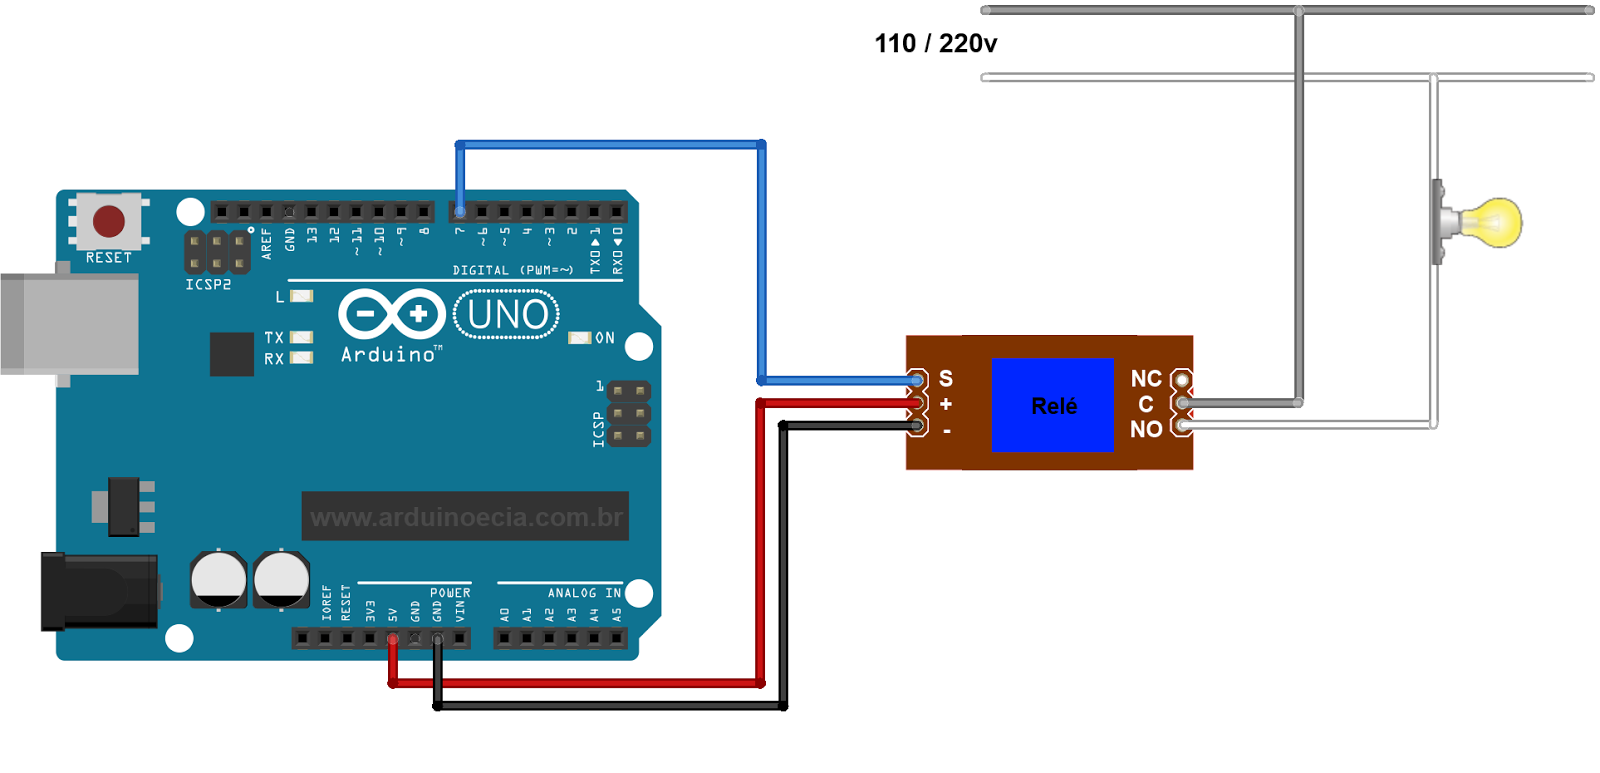 110 / 220v
RESET
ICSP2
AREF
GND
13
12
~11
~10
~9
8
7
~6
~5
4
~3
2
TXO▶1
RXO◀0
DIGITAL (PWM=~)
L
TX
RX
UNO
ON
Arduino™
1
ICSP
S
+
-
Relé
NC
C
NO
www.arduinoecia.com.br
POWER
ANALOG IN
IOREF
RESET
3V3
5V
GND
GND
VIN
A0
A1
A2
A3
A4
A5